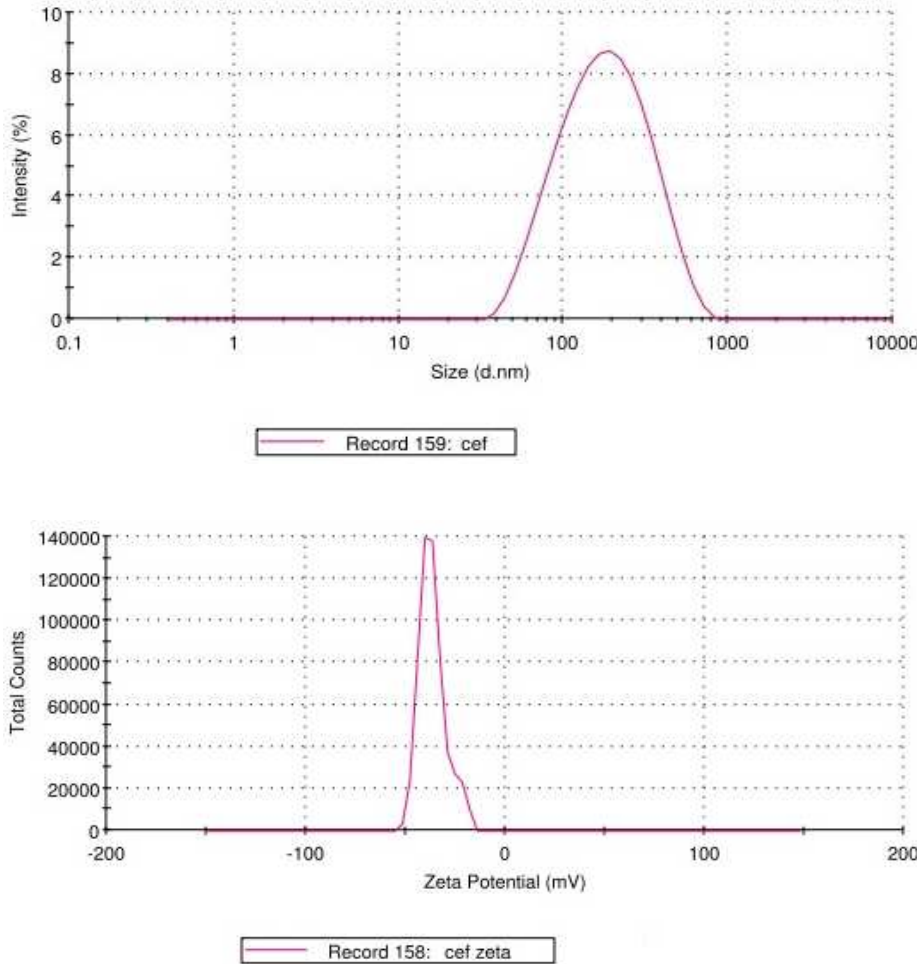 10
8
6
4
2
0
Intensity (%)
0.1 1 10 100 1000 10000
Size (d.nm)
Record 159: cef
140000
120000
100000
80000
60000
40000
20000
0
Total Counts
-200 -100 0 100 200
Zeta Potential (mV)
Record 158: cef zeta